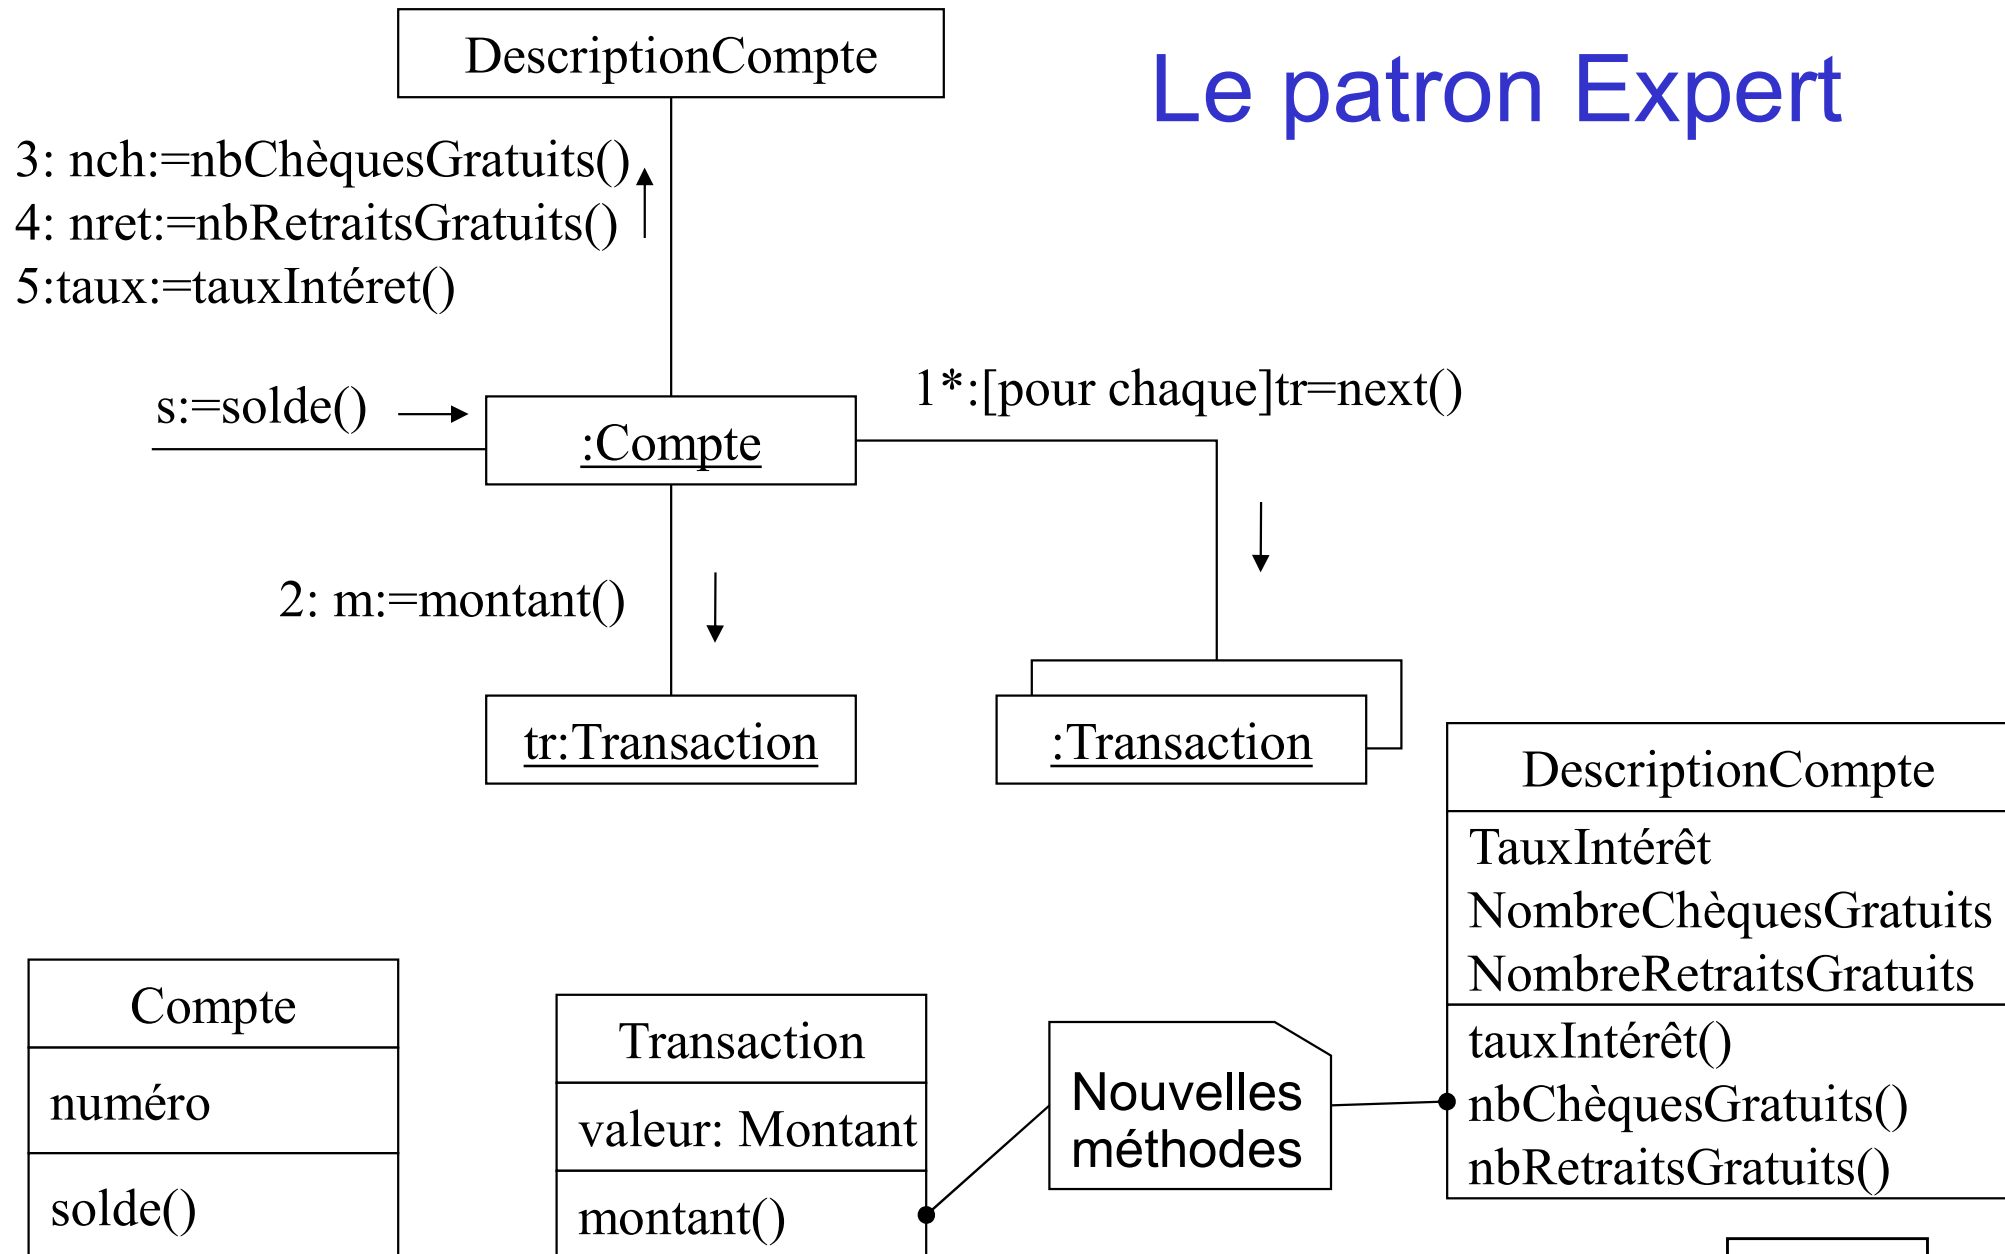 DescriptionCompte
Le patron Expert
3: nch:=nbChèquesGratuits()
4: nret:=nbRetraitsGratuits()
5:taux:=tauxIntéret()
s:=solde()
:Compte
1*:[pour chaque]tr=next()
2: m:=montant()
tr:Transaction
:Transaction
DescriptionCompte
TauxIntérêt
NombreChèquesGratuits
NombreRetraitsGratuits
tauxIntérêt()
nbChèquesGratuits()
nbRetraitsGratuits()
Compte
numéro
solde()
Transaction
valeur: Montant
montant()
Nouvelles
méthodes